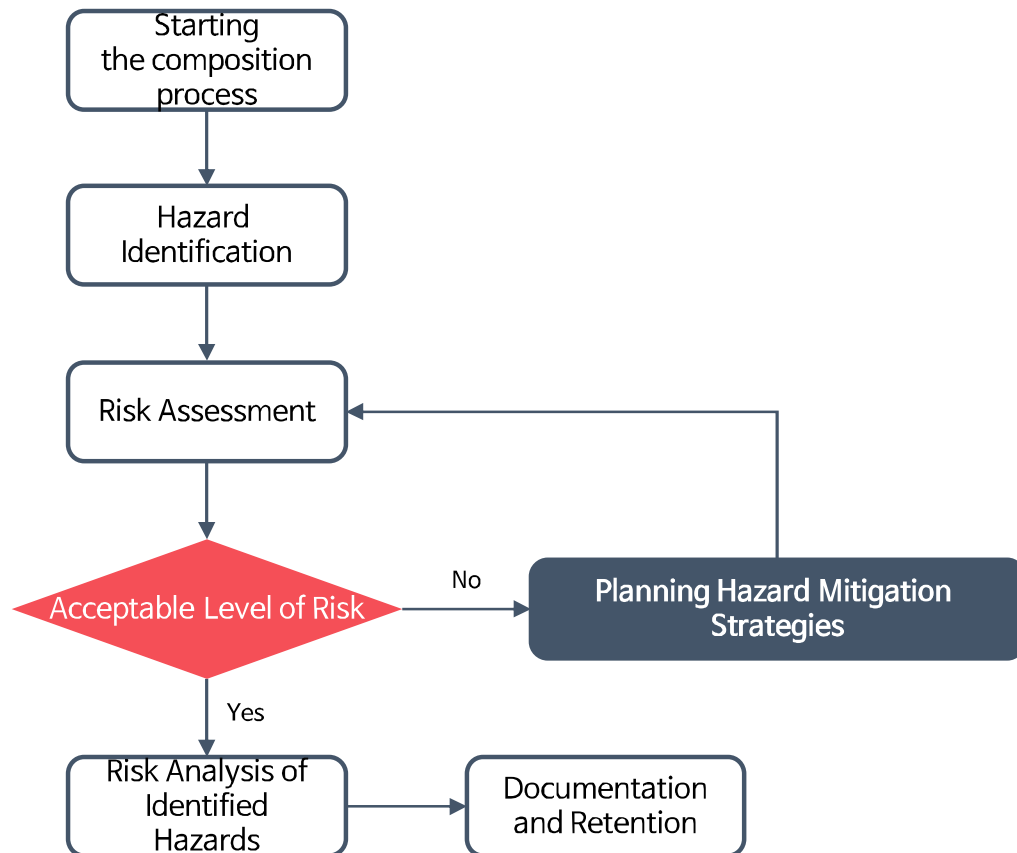 Starting
the composition
process
Hazard
Identification
Risk Assessment
Acceptable Level of Risk
No
Planning Hazard Mitigation
Strategies
Yes
Risk Analysis of
Identified
Hazards
Documentation
and Retention